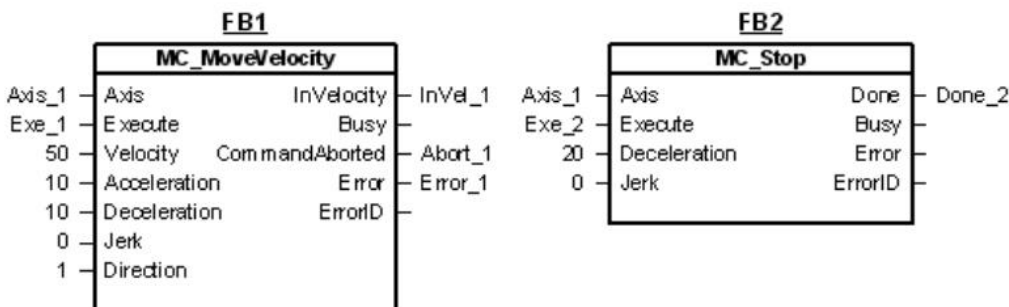 FB1
MC_MoveVelocity
Axis_1 Axis InVelocity InVel_1
Exe_1 Execute Busy
50 Velocity CommandAborted Abort_1
10 Acceleration Error Error_1
10 Deceleration ErrorID
0 Jerk
1 Direction
FB2
MC_Stop
Axis_1 Axis Done Done_2
Exe_2 Execute Busy
20 Deceleration Error
0 Jerk ErrorID